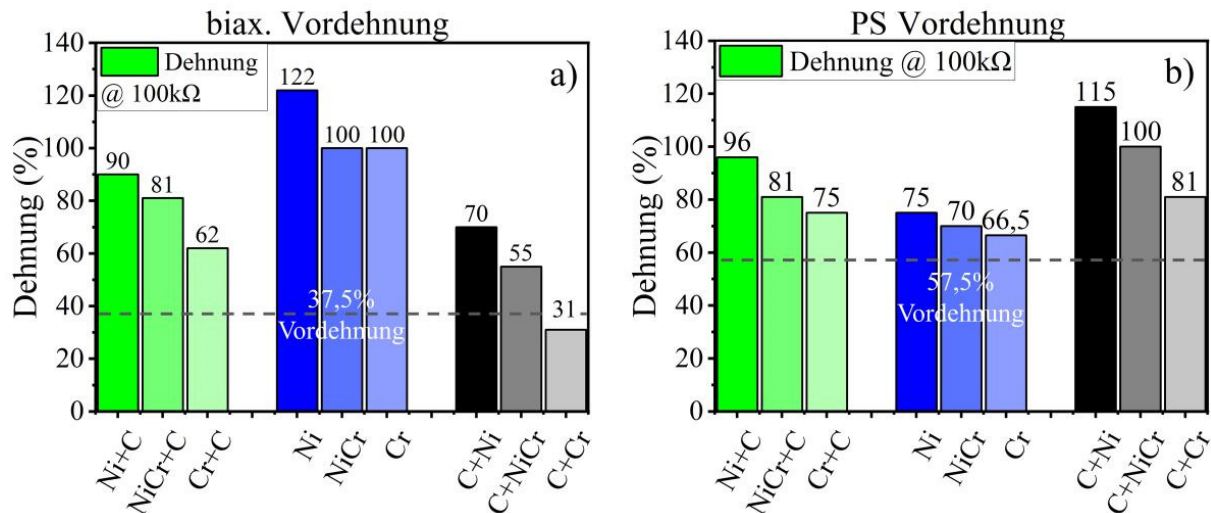 biax. Vordehnung
a)
Dehnung
@ 100kΩ
Dehnung (%)
140
120
100
80
60
40
20
0
90
81
62
122
100
100
70
55
31
37,5%
Vordehnung
Ni+C
NiCr+C
Cr+C
Ni
NiCr
Cr
C+Ni
C+NiCr
C+Cr
PS Vordehnung
b)
Dehnung @ 100kΩ
Dehnung (%)
140
120
100
80
60
40
20
0
96
81
75
75
70
66,5
115
100
81
57,5%
Vordehnung
Ni+C
NiCr+C
Cr+C
Ni
NiCr
Cr
C+Ni
C+NiCr
C+Cr